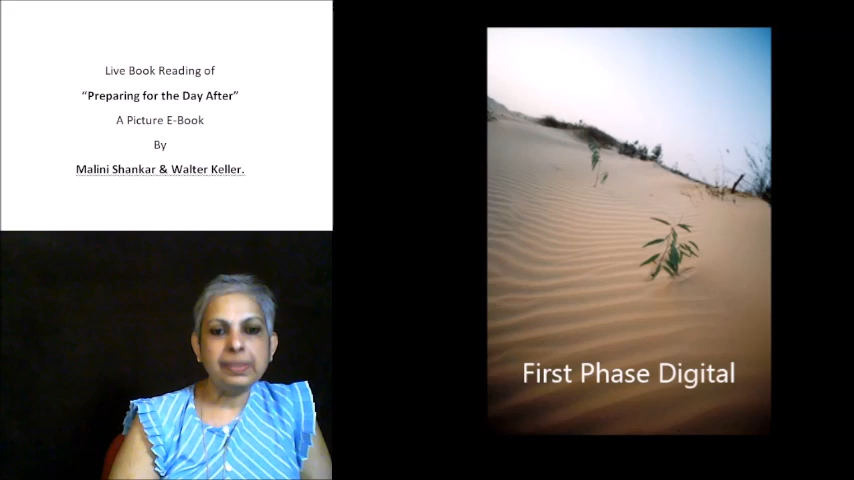 Live Book Reading of
“Preparing for the Day After”
A Picture E-Book
By
Malini Shankar & Walter Keller.
First Phase Digital